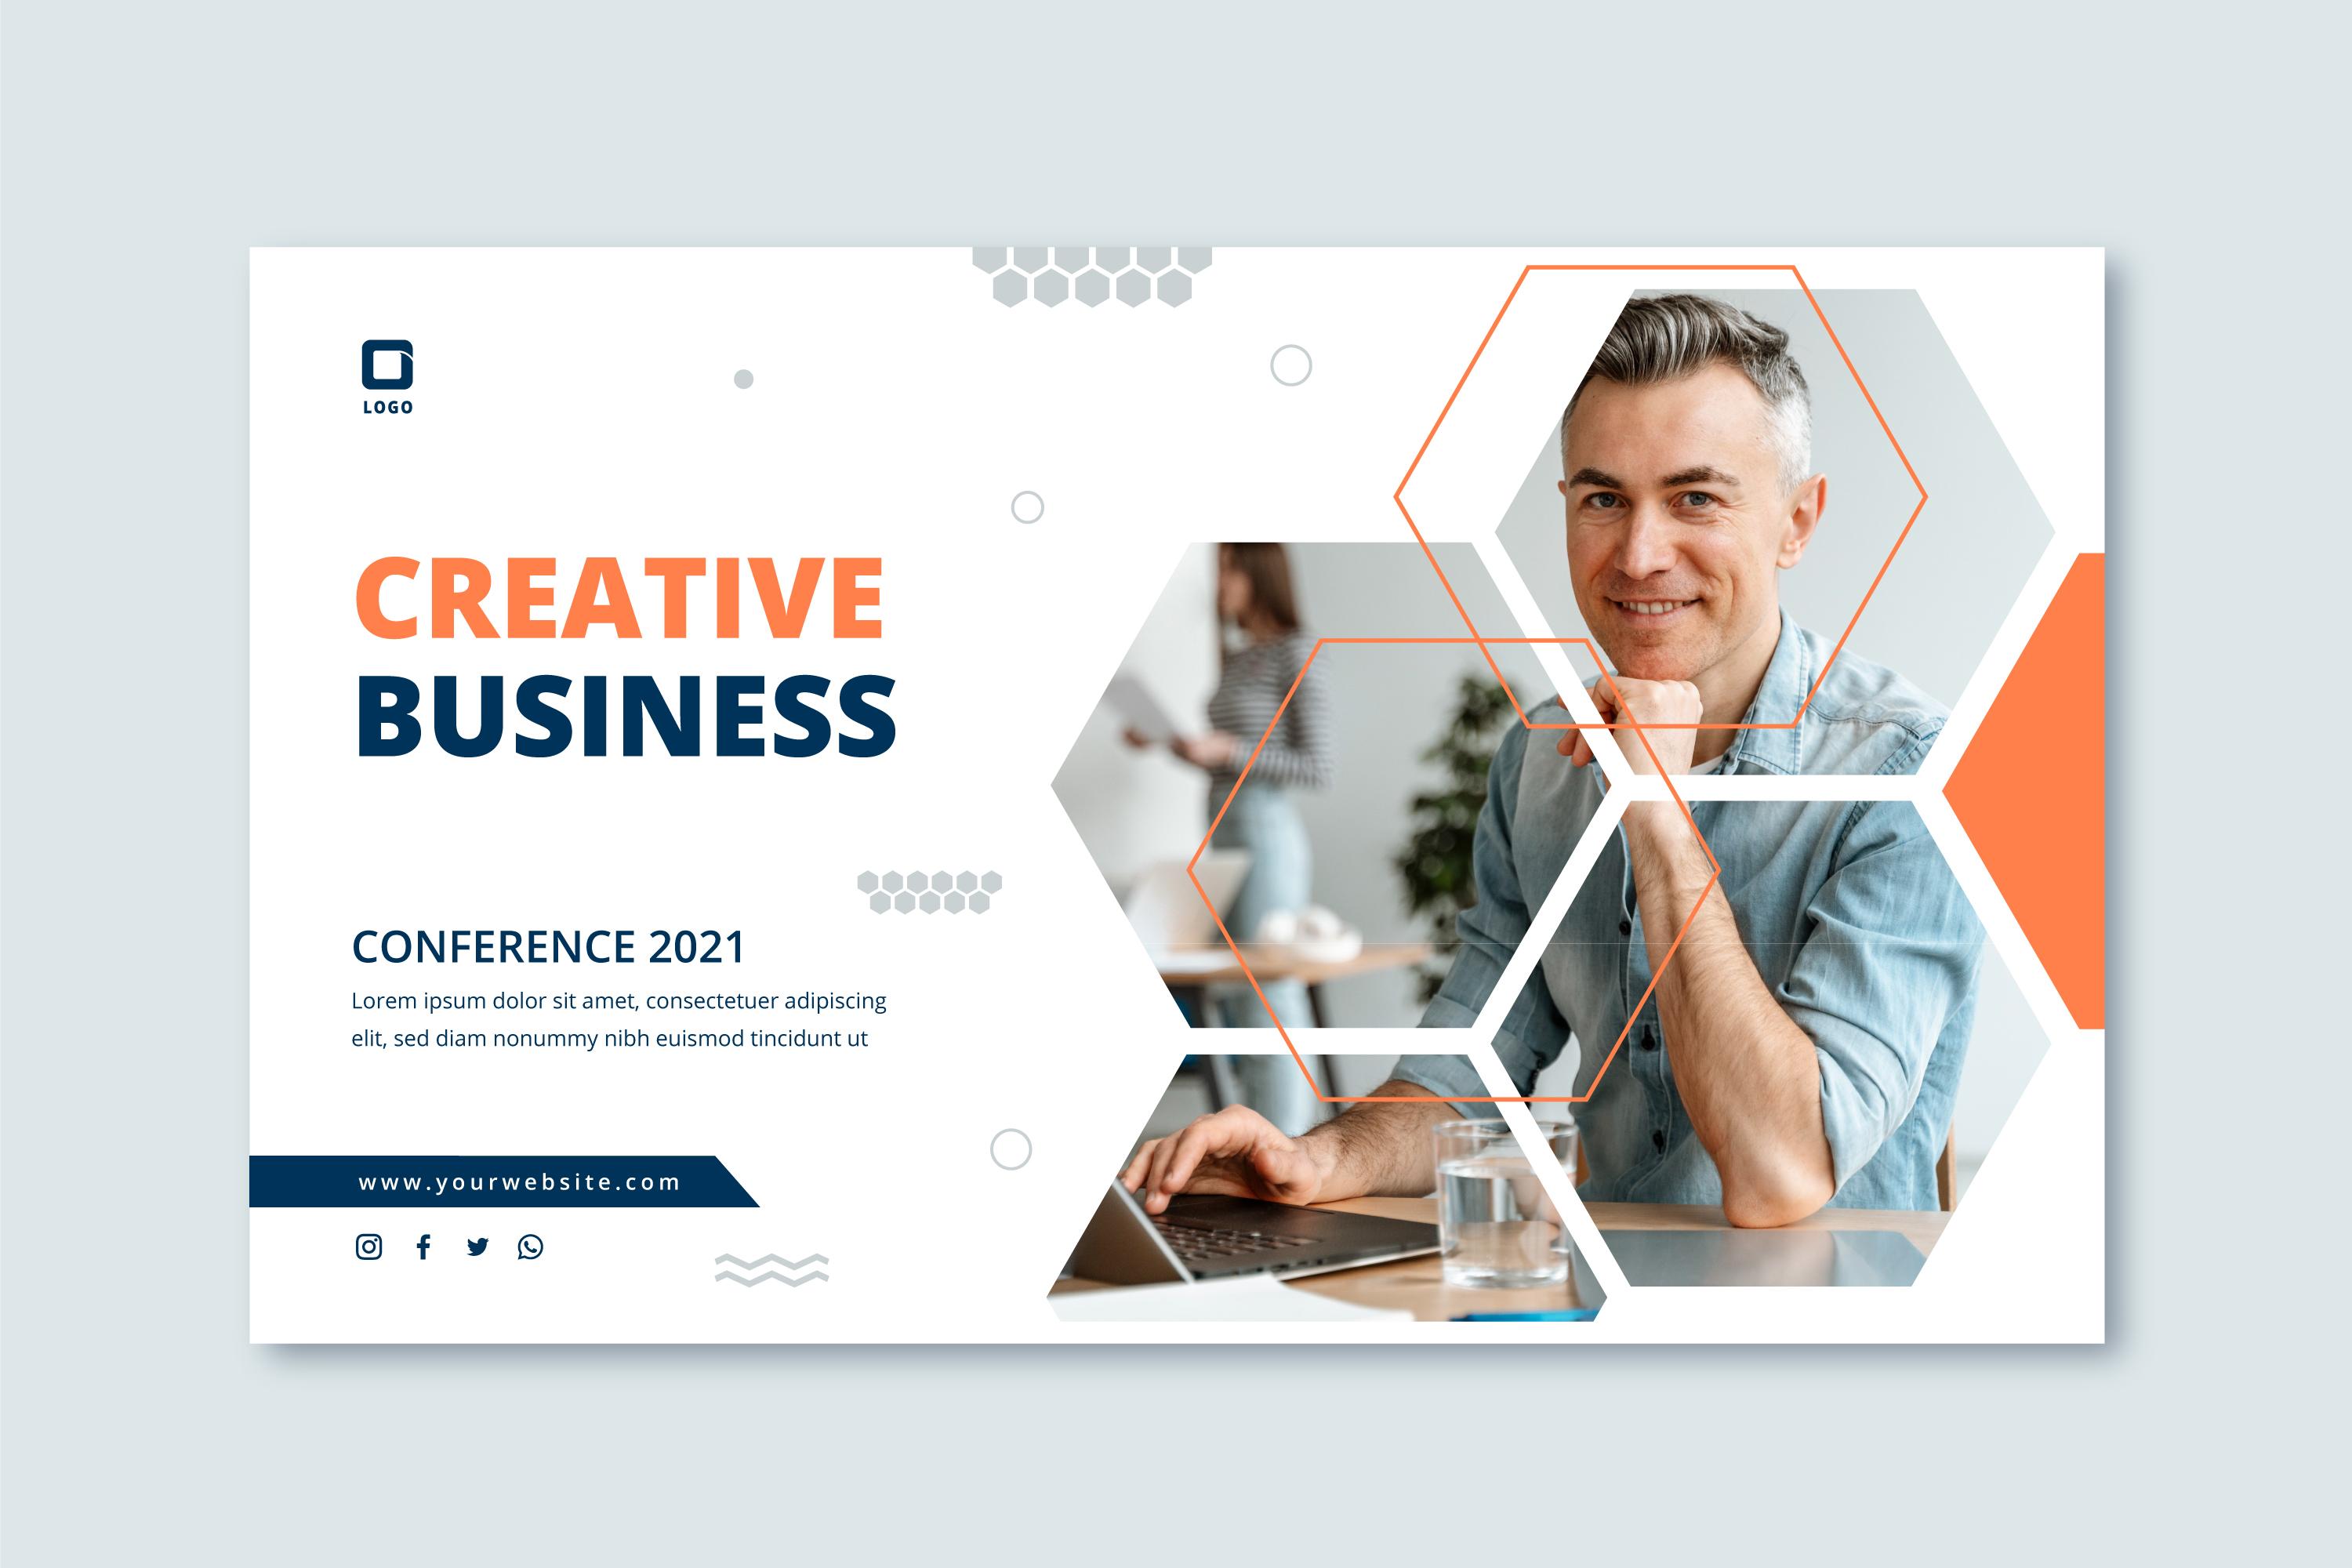 LOGO
CREATIVE
BUSINESS
CONFERENCE 2021
Lorem ipsum dolor sit amet, consectetuer adipiscing
elit, sed diam nonummy nibh euismod tincidunt ut
www.yourwebsite.com